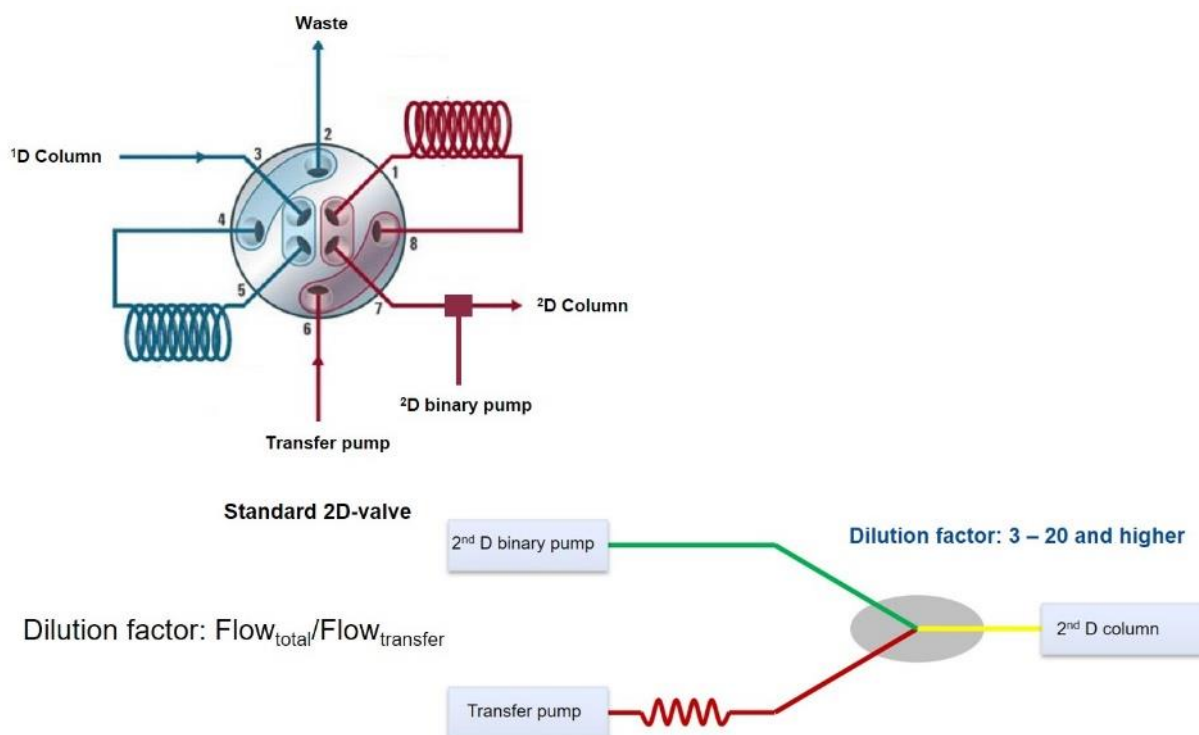 Waste
¹D Column
2
3
1
4
8
5
²D Column
7
6
²D binary pump
Transfer pump
Standard 2D-valve
2nd D binary pump
Dilution factor: 3 – 20 and higher
Dilution factor: Flowtotal/Flowtransfer
2nd D column
Transfer pump